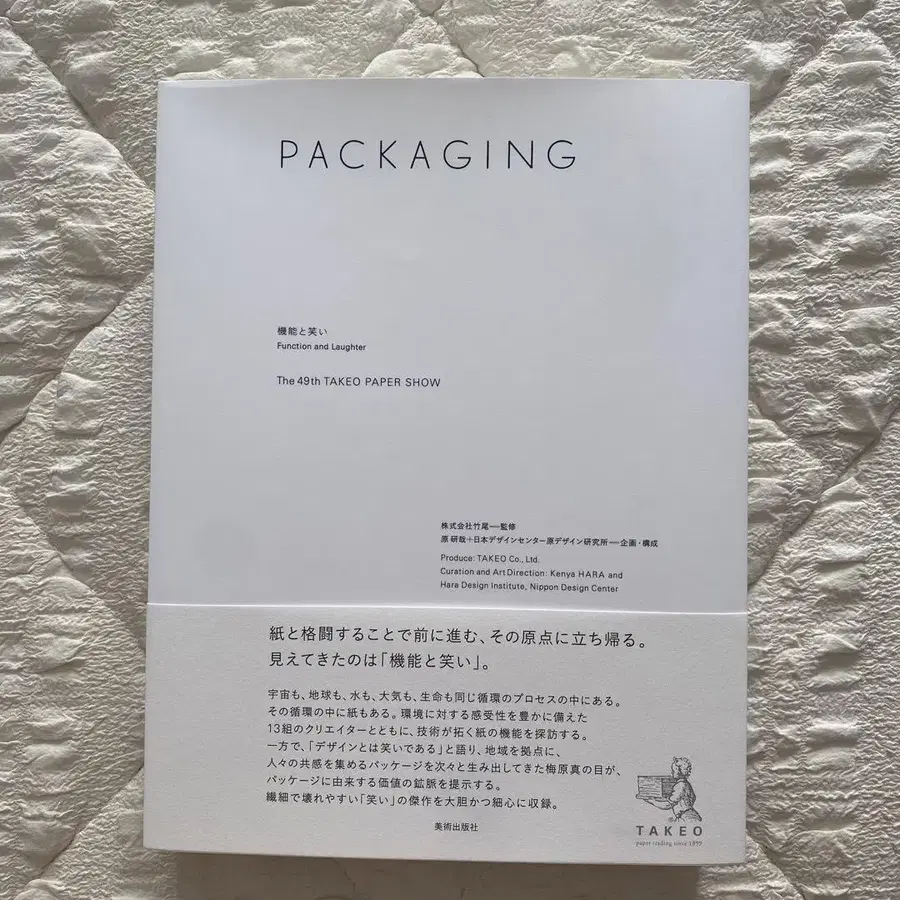 PACKAGING
機能と笑い
Function and Laughter
The 49th TAKEO PAPER SHOW
株式会社竹尾—監修
原 研哉+日本デザインセンター原デザイン研究所—企画・構成
Produce: TAKEO Co., Ltd.
Curation and Art Direction: Kenya HARA and
Hara Design Institute, Nippon Design Center
紙と格闘することで前に進む、その原点に立ち帰る。
見えてきたのは「機能と笑い」。
宇宙も、地球も、水も、大気も、生命も同じ循環のプロセスの中にある。
その循環の中に紙もある。環境に対する感受性を豊かに備えた
13組のクリエイターとともに、技術が拓く紙の機能を探訪する。
一方で、「デザインとは笑いである」と語り、地域を拠点に、
人々の共感を集めるパッケージを次々と生み出してきた梅原真の目が、
パッケージに由来する価値の鉱脈を提示する。
繊細で壊れやすい「笑い」の傑作を大胆かつ細心に収録。
美術出版社
TAKEO
paper trading since 1899